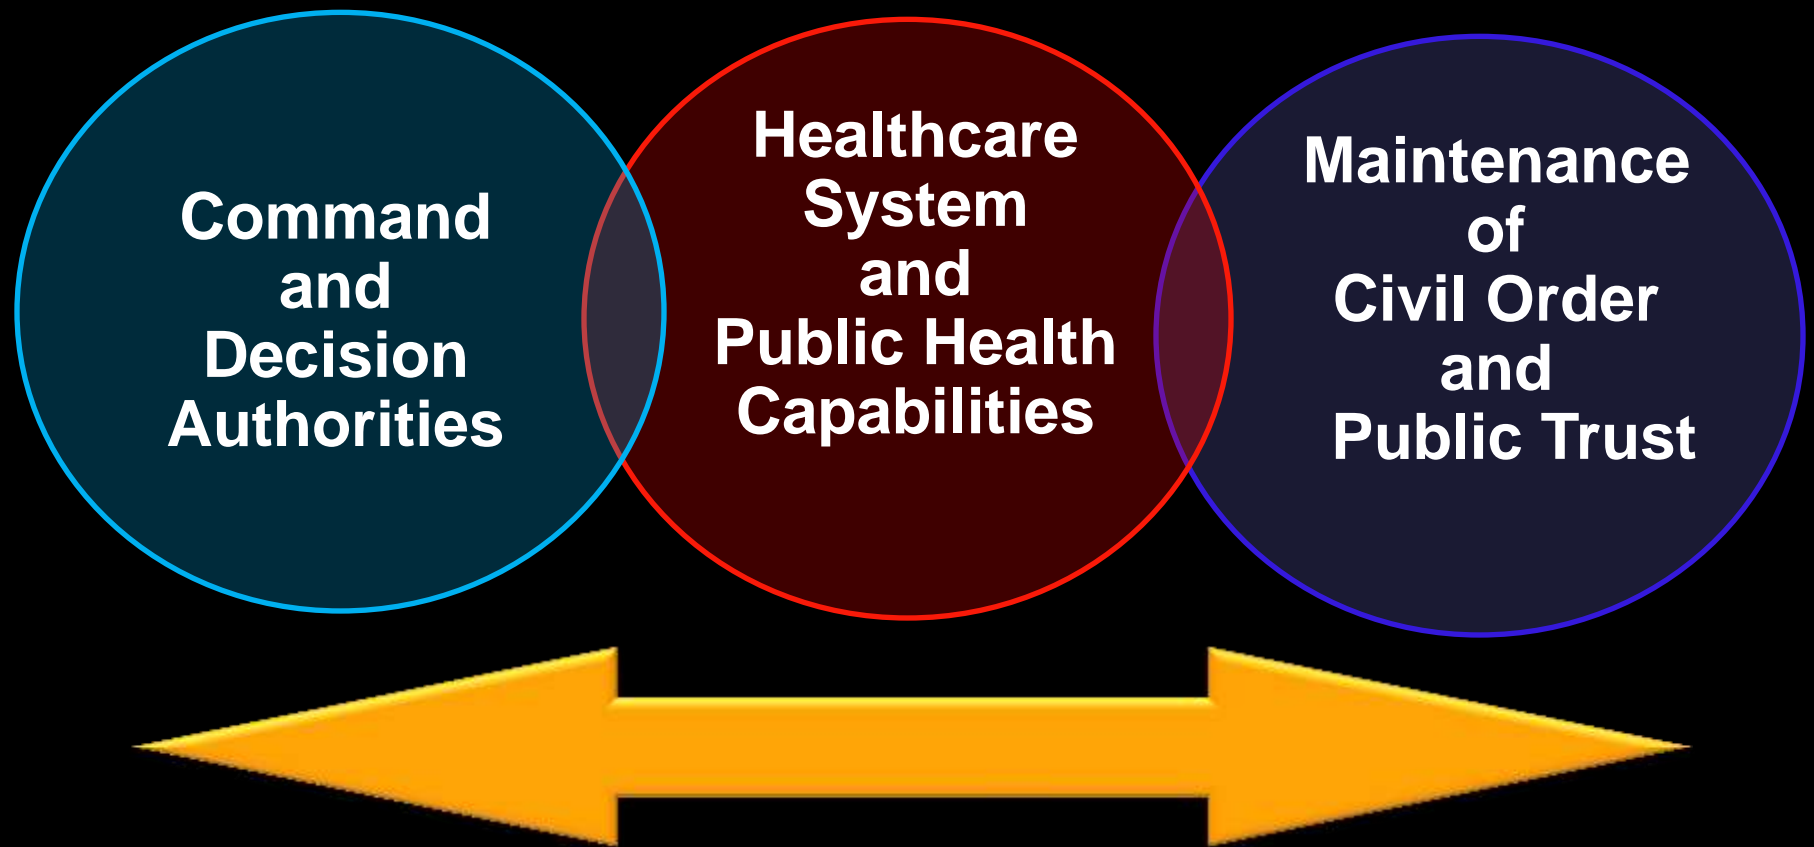 Command
and
Decision
Authorities
Healthcare
System
and
Public Health
Capabilities
Maintenance
of
Civil Order
and
Public Trust